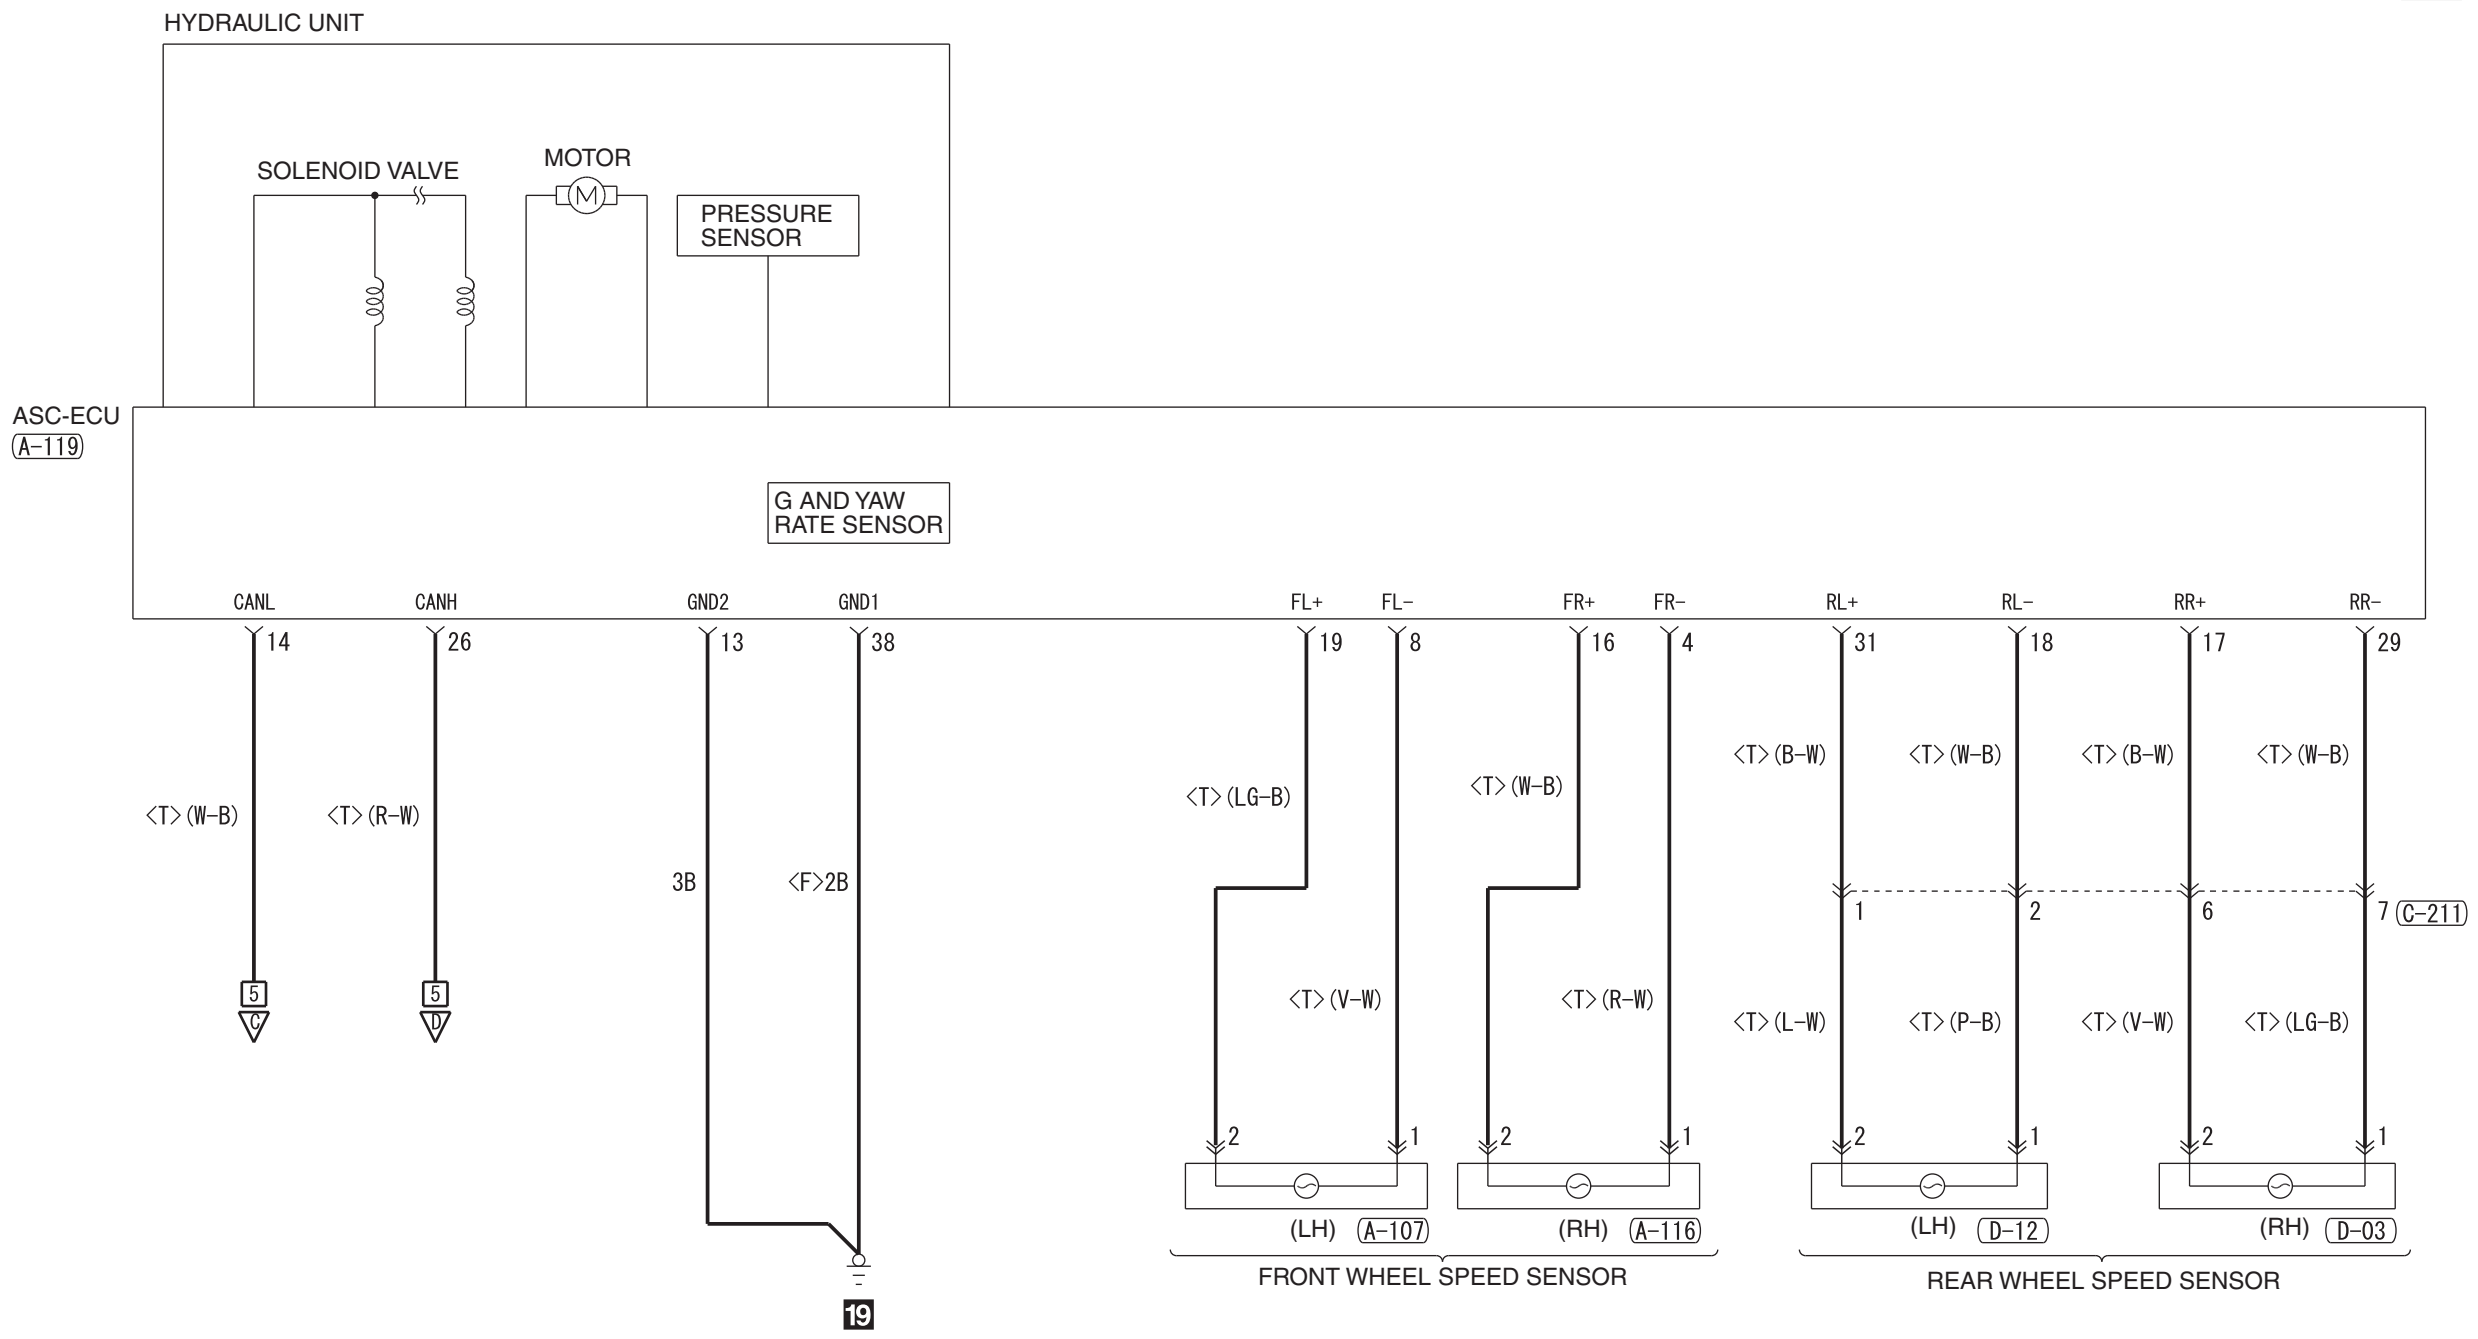 HYDRAULIC UNIT
SOLENOID VALVE
MOTOR
M
PRESSURE
SENSOR
ASC-ECU
A-119
G AND YAW
RATE SENSOR
CANL CANH GND2 GND1 FL+ FL- FR+ FR- RL+ RL- RR+ RR-
14 26 13 38 19 8 16 4 31 18 17 29
<T>(B-W) <T>(W-B) <T>(B-W) <T>(W-B)
<T>(LG-B) <T>(W-B)
<T>(W-B) <T>(R-W)
3B <F>2B
1 2 6 7 C-211
5 5
<T>(V-W) <T>(R-W)
C D
<T>(L-W) <T>(P-B) <T>(V-W) <T>(LG-B)
2 1 2 1 2 1 2 1
(LH) A-107 (RH) A-116 (LH) D-12 (RH) D-03
FRONT WHEEL SPEED SENSOR
REAR WHEEL SPEED SENSOR
19